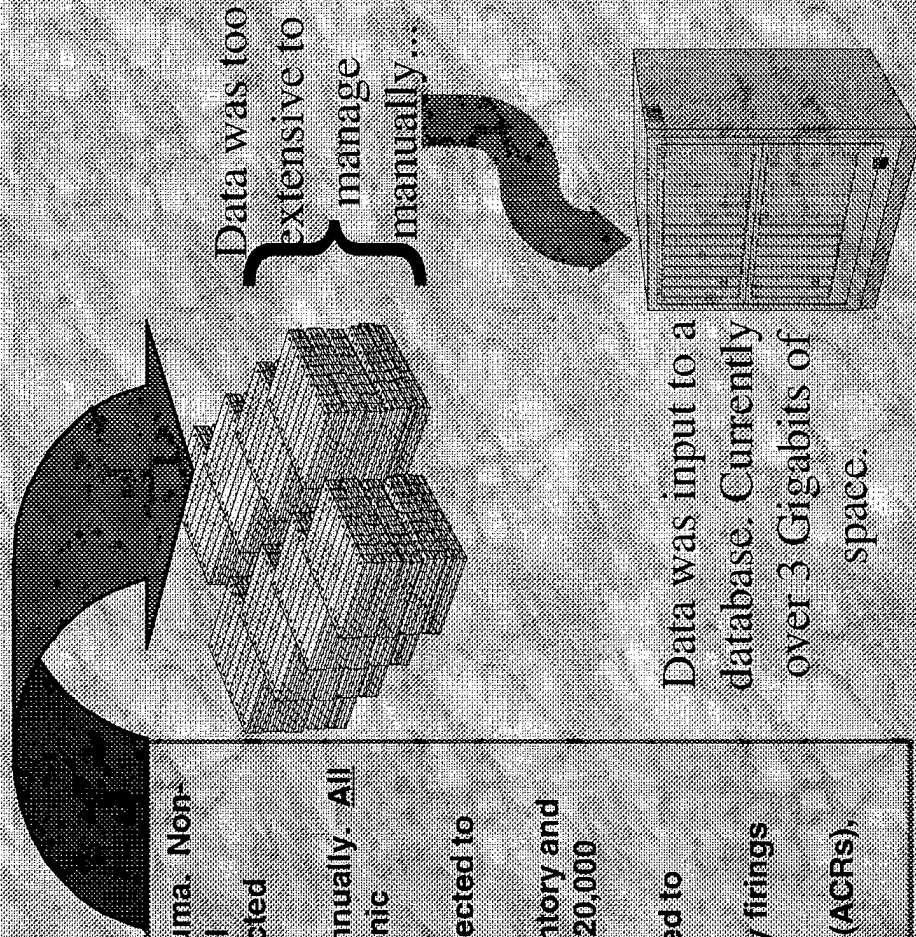 uma. Non-
l
cted
nnually. All
nic
ected to
ntory and
20,000
ed to
/ firings
(ACRs),
Data was too
extensive to
manage
manually...
Data was input to a
database. Currently
over 3 Gigabits of
space.